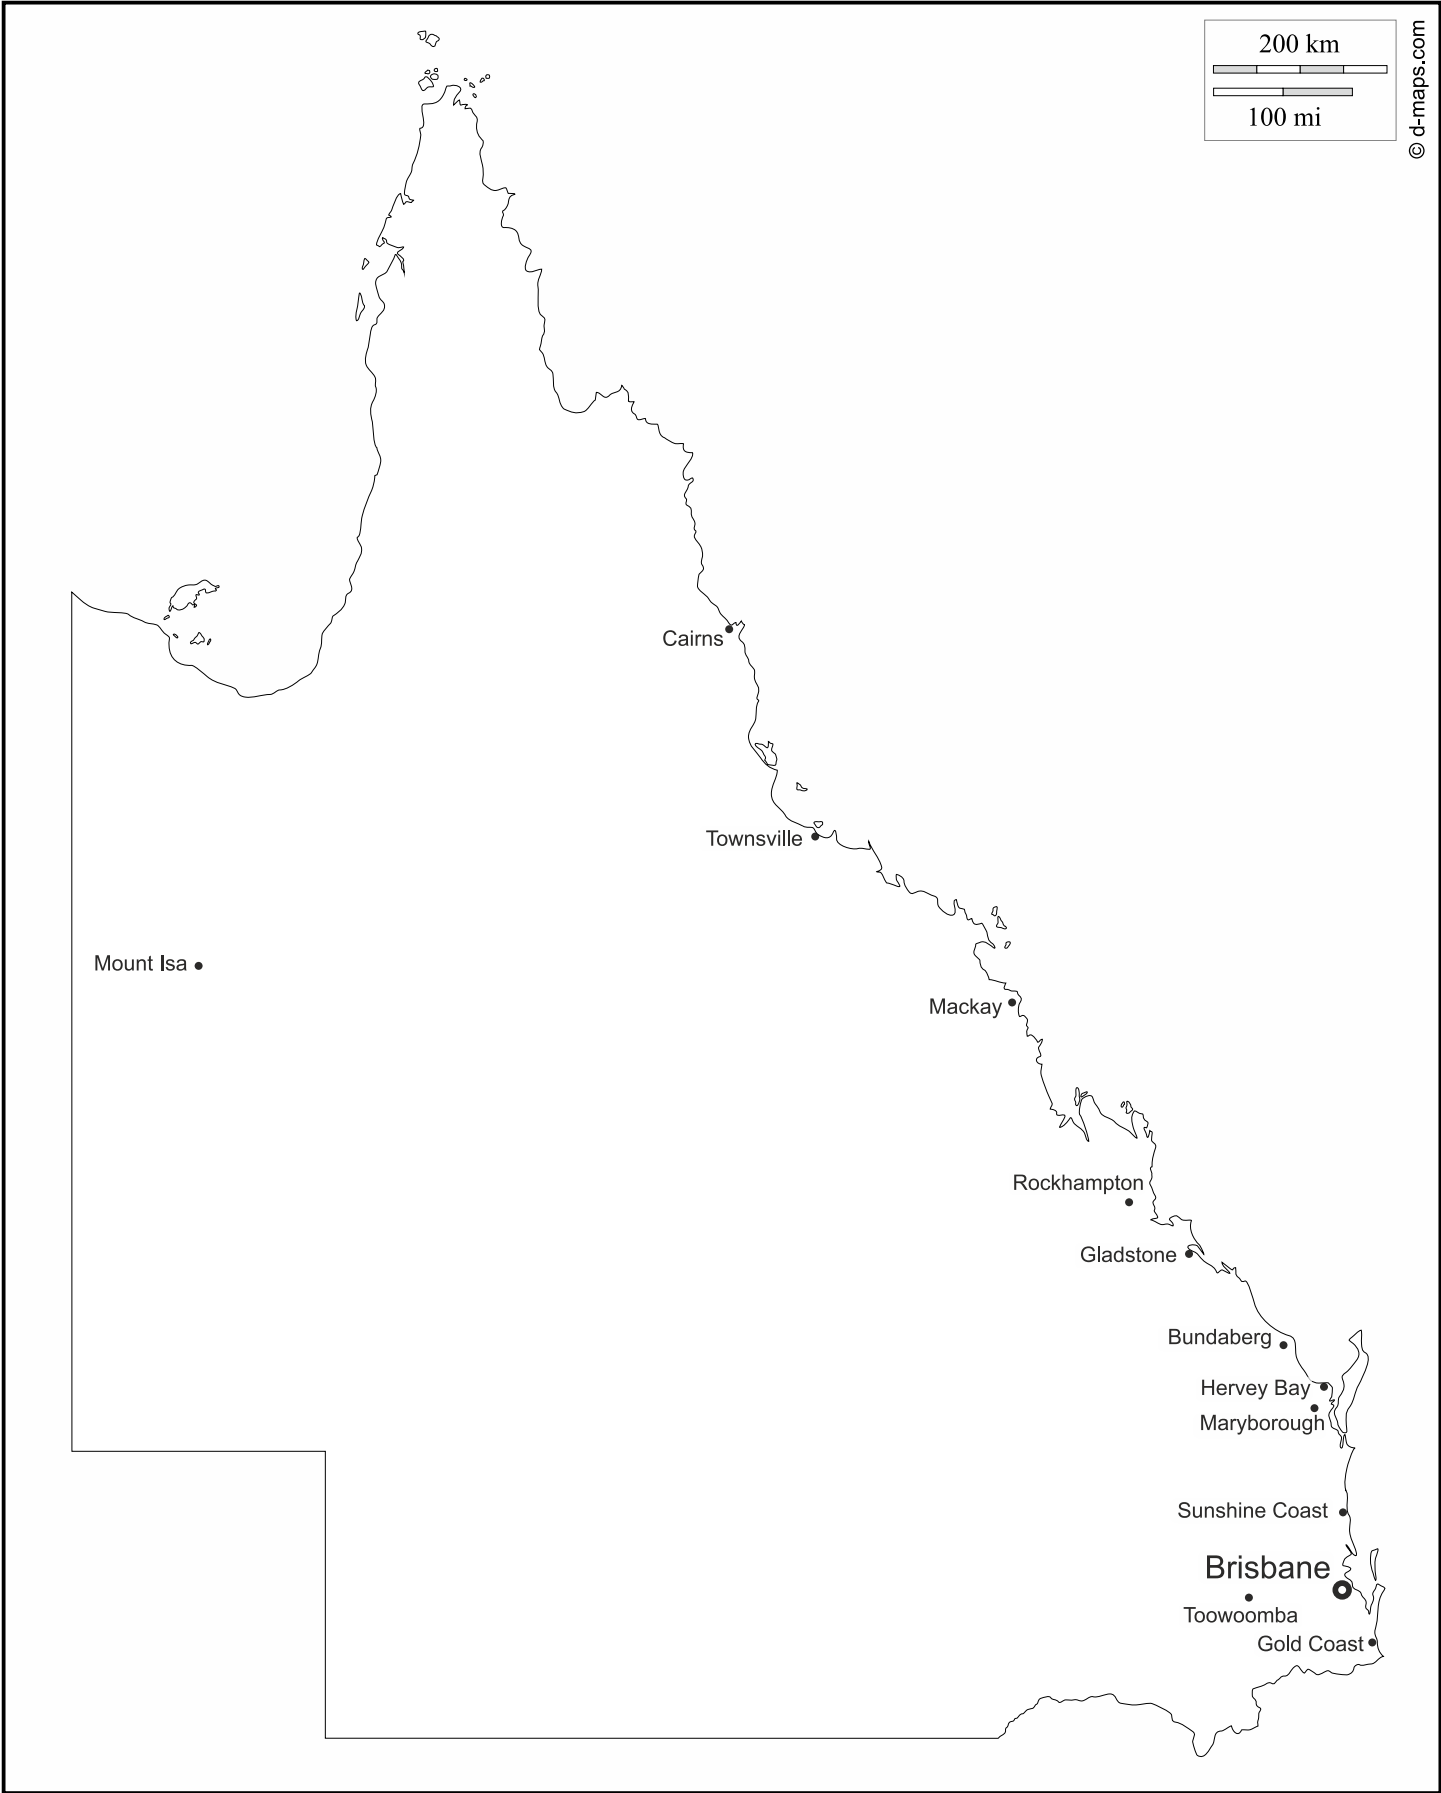 200 km
100 mi
© d-maps.com
Cairns
Townsville
Mount Isa
Mackay
Rockhampton
Gladstone
Bundaberg
Hervey Bay
Maryborough
Sunshine Coast
Brisbane
Toowoomba
Gold Coast